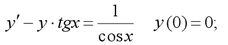 y′ − y · tgx = 1/cosx  y(0) = 0;